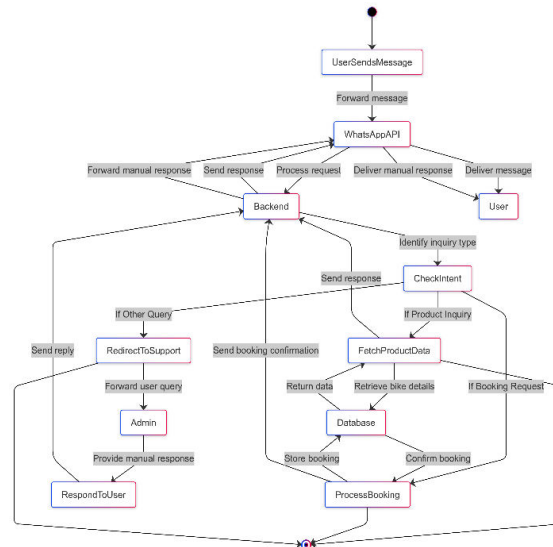 UserSendsMessage
Forward message
WhatsAppAPI
Forward manual response
Send response
Process request
Deliver manual response
Deliver message
Backend
User
Identify inquiry type
Send response
CheckIntent
If Other Query
If Product Inquiry
Send reply
RedirectToSupport
Send booking confirmation
FetchProductData
Forward user query
Return data
Retrieve bike details
If Booking Request
Admin
Database
Provide manual response
Store booking
Confirm booking
RespondToUser
ProcessBooking